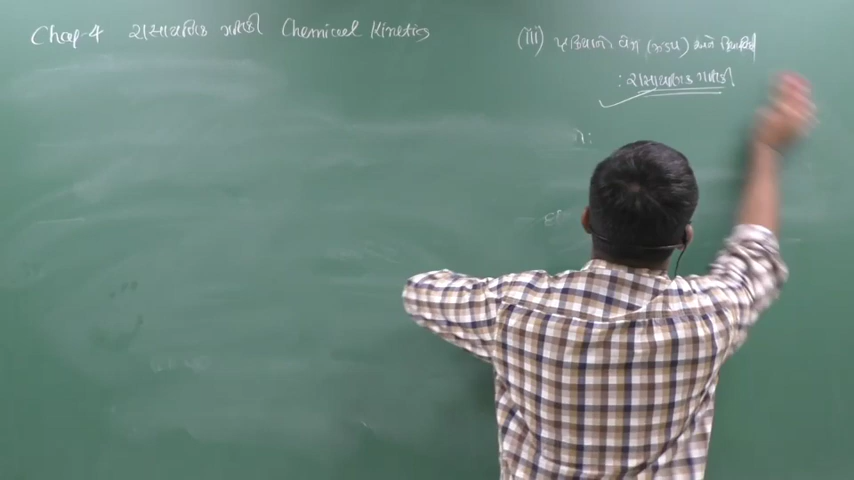 Chap-4 રાસાયણિક ગતિકી Chemical Kinetics
(iii) પ્રક્રિયાનો વેગ (ઝડપ) અને
: રાસાયણિક ગતિકી